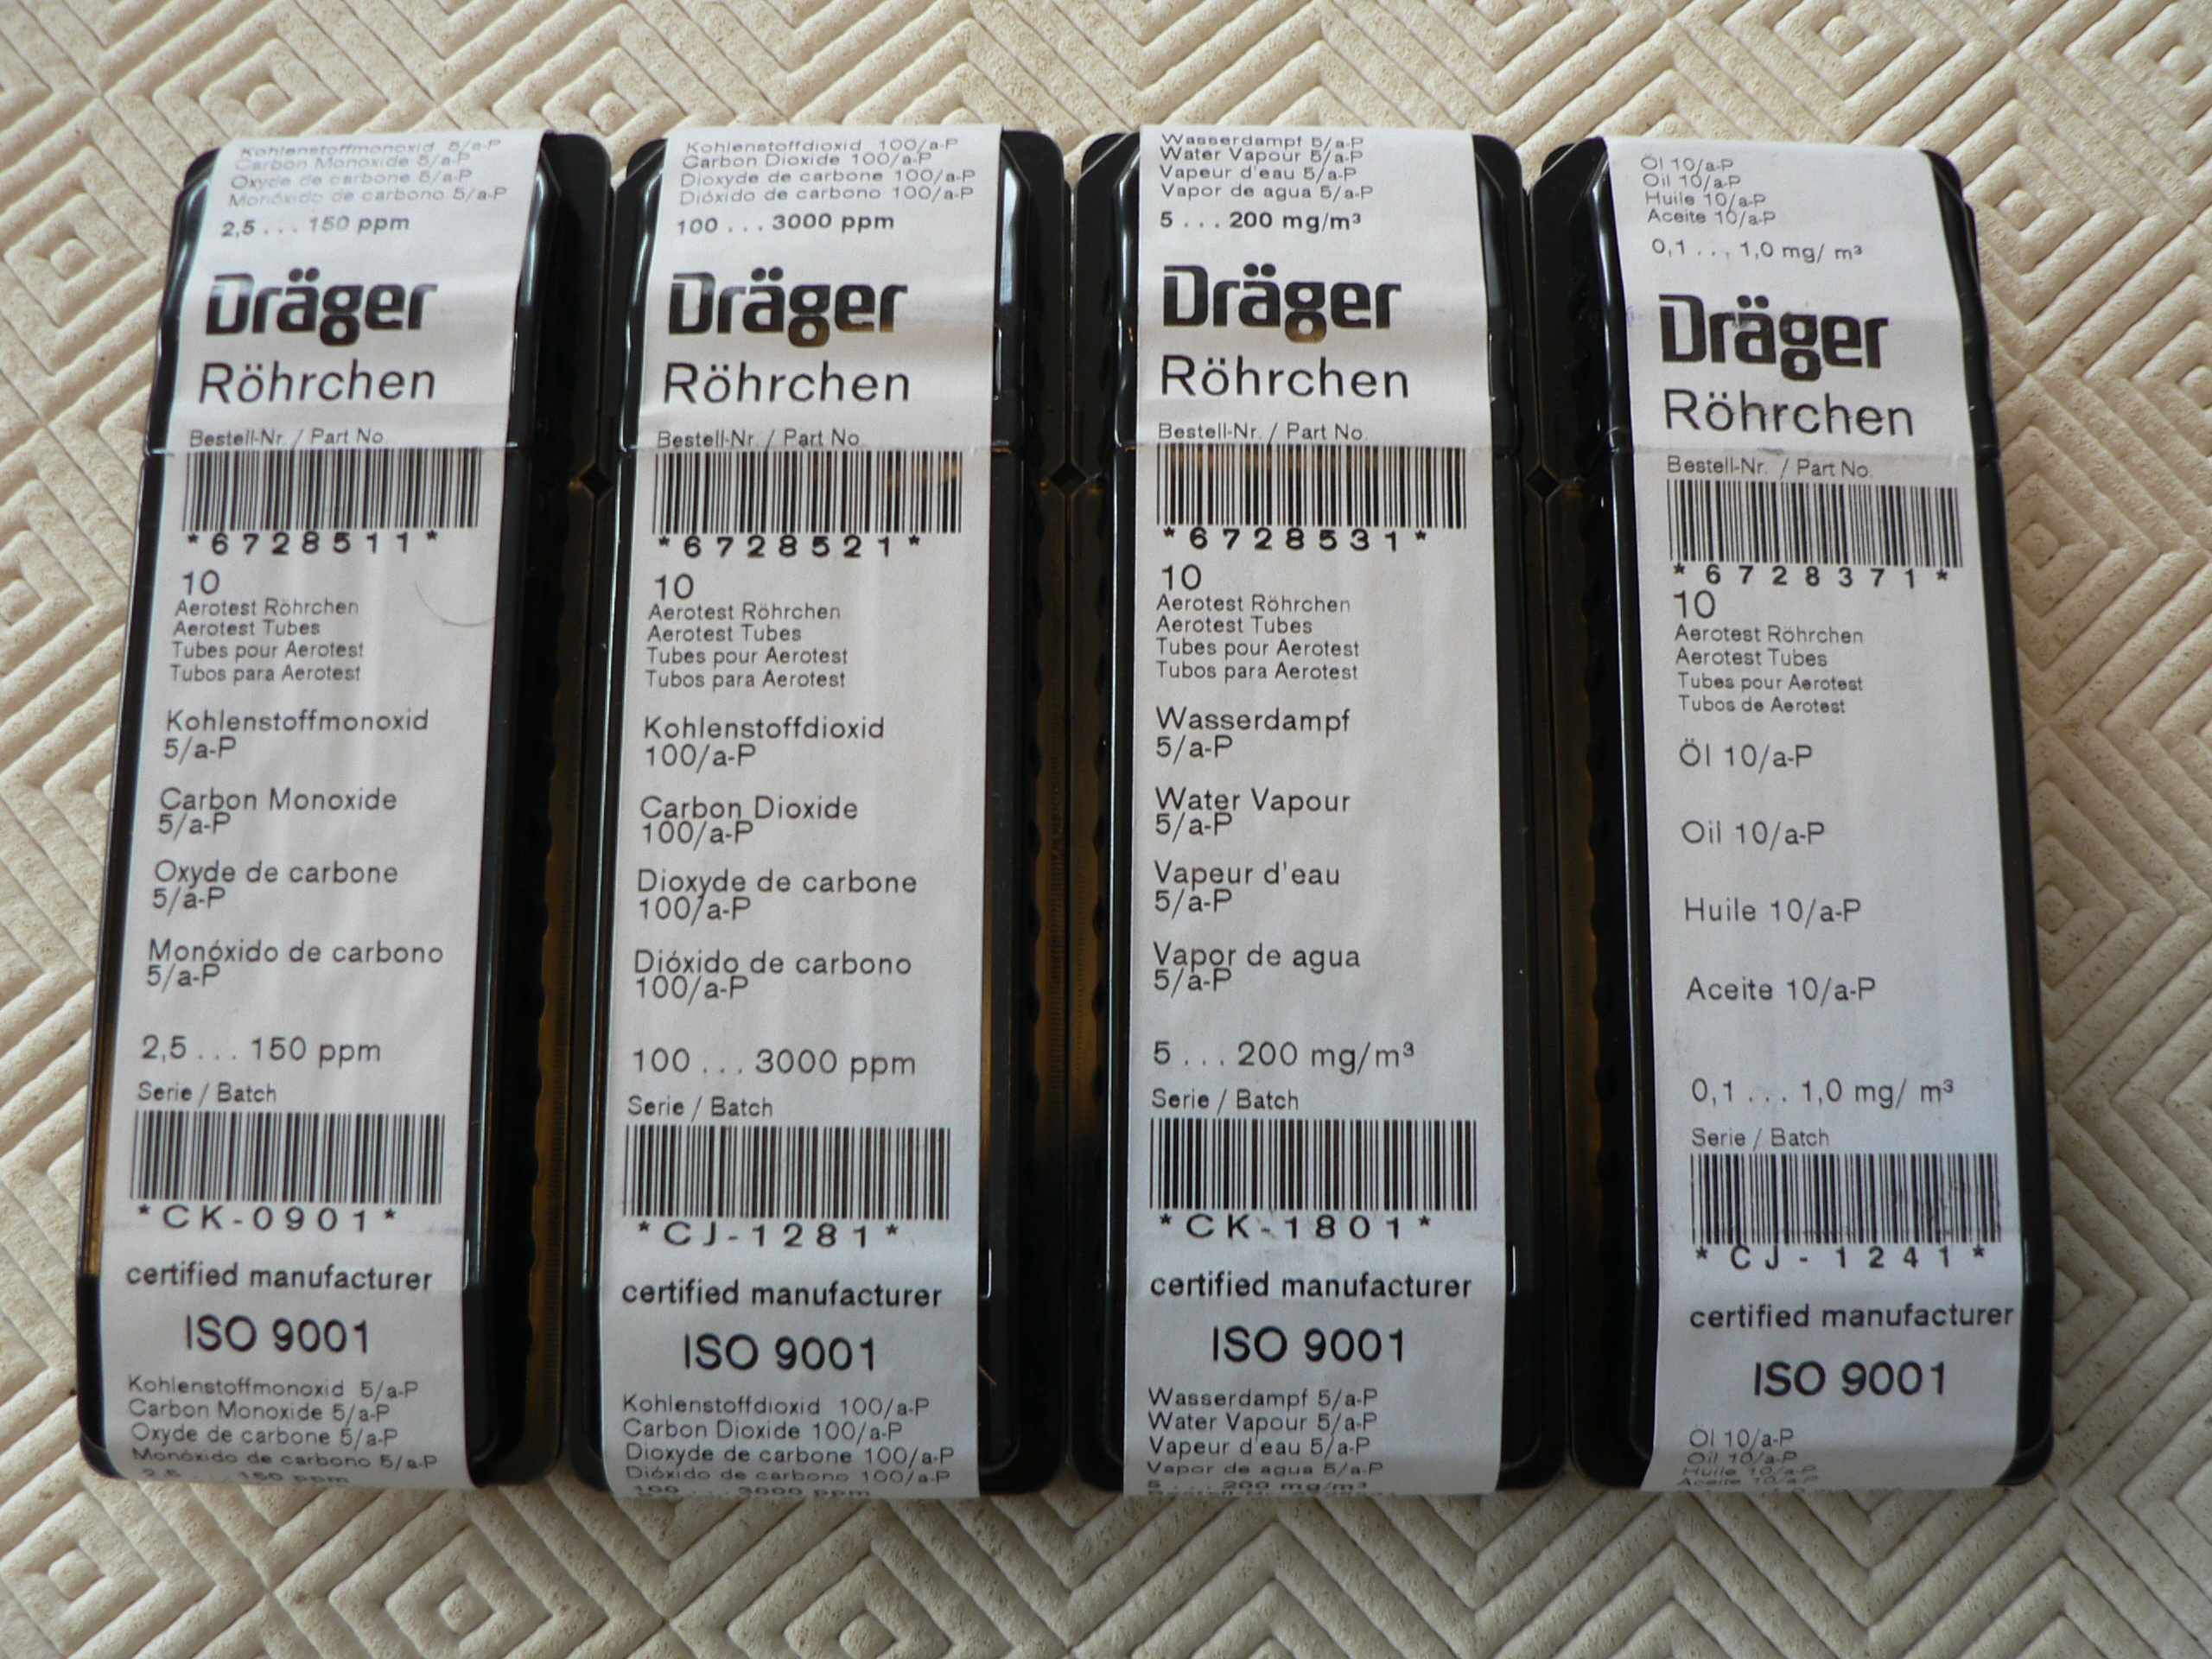 Kohlenstoffmonoxid 5/a-P
Carbon Monoxide 5/a-P
Oxyde de carbone 5/a-P
Monóxido de carbono 5/a-P
2,5 . . . 150 ppm
Dräger
Röhrchen
Bestell-Nr. / Part No.
*6728511*
10
Aerotest Röhrchen
Aerotest Tubes
Tubes pour Aerotest
Tubos para Aerotest
Kohlenstoffmonoxid
5/a-P
Carbon Monoxide
5/a-P
Oxyde de carbone
5/a-P
Monóxido de carbono
5/a-P
2,5 . . . 150 ppm
Serie / Batch
*CK-0901*
certified manufacturer
ISO 9001
Kohlenstoffmonoxid 5/a-P
Carbon Monoxide 5/a-P
Oxyde de carbone 5/a-P
Monóxido de carbono 5/a-P
2,5 . . . 150 ppm
Kohlenstoffdioxid 100/a-P
Carbon Dioxide 100/a-P
Dioxyde de carbone 100/a-P
Dióxido de carbono 100/a-P
100 . . . 3000 ppm
Dräger
Röhrchen
Bestell-Nr. / Part No.
*6728521*
10
Aerotest Röhrchen
Aerotest Tubes
Tubes pour Aerotest
Tubos para Aerotest
Kohlenstoffdioxid
100/a-P
Carbon Dioxide
100/a-P
Dioxyde de carbone
100/a-P
Dióxido de carbono
100/a-P
100 . . . 3000 ppm
Serie / Batch
*CJ-1281*
certified manufacturer
ISO 9001
Kohlenstoffdioxid 100/a-P
Carbon Dioxide 100/a-P
Dioxyde de carbone 100/a-P
Dióxido de carbono 100/a-P
100 . . . 3000 ppm
Wasserdampf 5/a-P
Water Vapour 5/a-P
Vapeur d'eau 5/a-P
Vapor de agua 5/a-P
5 . . . 200 mg/m³
Dräger
Röhrchen
Bestell-Nr. / Part No.
*6728531*
10
Aerotest Röhrchen
Aerotest Tubes
Tubes pour Aerotest
Tubos para Aerotest
Wasserdampf
5/a-P
Water Vapour
5/a-P
Vapeur d'eau
5/a-P
Vapor de agua
5/a-P
5 . . . 200 mg/m³
Serie / Batch
*CK-1801*
certified manufacturer
ISO 9001
Wasserdampf 5/a-P
Water Vapour 5/a-P
Vapeur d'eau 5/a-P
Vapor de agua 5/a-P
5 . . . 200 mg/m³
Öl 10/a-P
Oil 10/a-P
Huile 10/a-P
Aceite 10/a-P
0,1 . . . 1,0 mg/ m³
Dräger
Röhrchen
Bestell-Nr. / Part No.
*6728371*
10
Aerotest Röhrchen
Aerotest Tubes
Tubes pour Aerotest
Tubos de Aerotest
Öl 10/a-P
Oil 10/a-P
Huile 10/a-P
Aceite 10/a-P
0,1 . . . 1,0 mg/ m³
Serie / Batch
*CJ-1241*
certified manufacturer
ISO 9001
Öl 10/a-P
Oil 10/a-P
Huile 10/a-P
Aceite 10/a-P